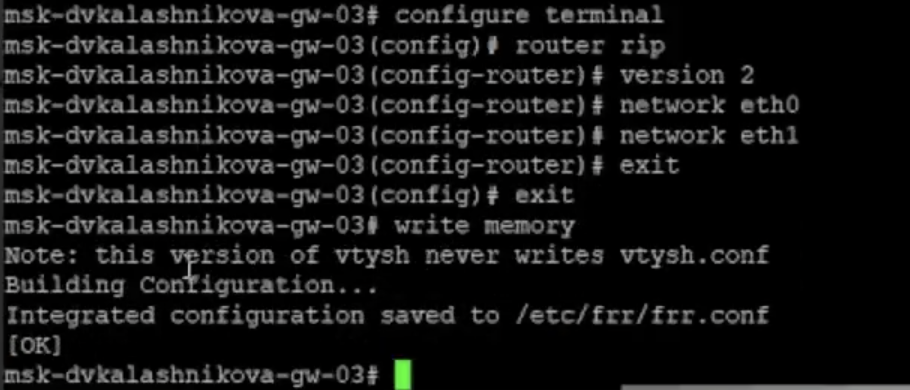 msk-dvkalashnikova-gw-03# configure terminal
msk-dvkalashnikova-gw-03(config)# router rip
msk-dvkalashnikova-gw-03(config-router)# version 2
msk-dvkalashnikova-gw-03(config-router)# network eth0
msk-dvkalashnikova-gw-03(config-router)# network eth1
msk-dvkalashnikova-gw-03(config-router)# exit
msk-dvkalashnikova-gw-03(config)# exit
msk-dvkalashnikova-gw-03# write memory
Note: this version of vtysh never writes vtysh.conf
Building Configuration...
Integrated configuration saved to /etc/frr/frr.conf
[OK]
msk-dvkalashnikova-gw-03#